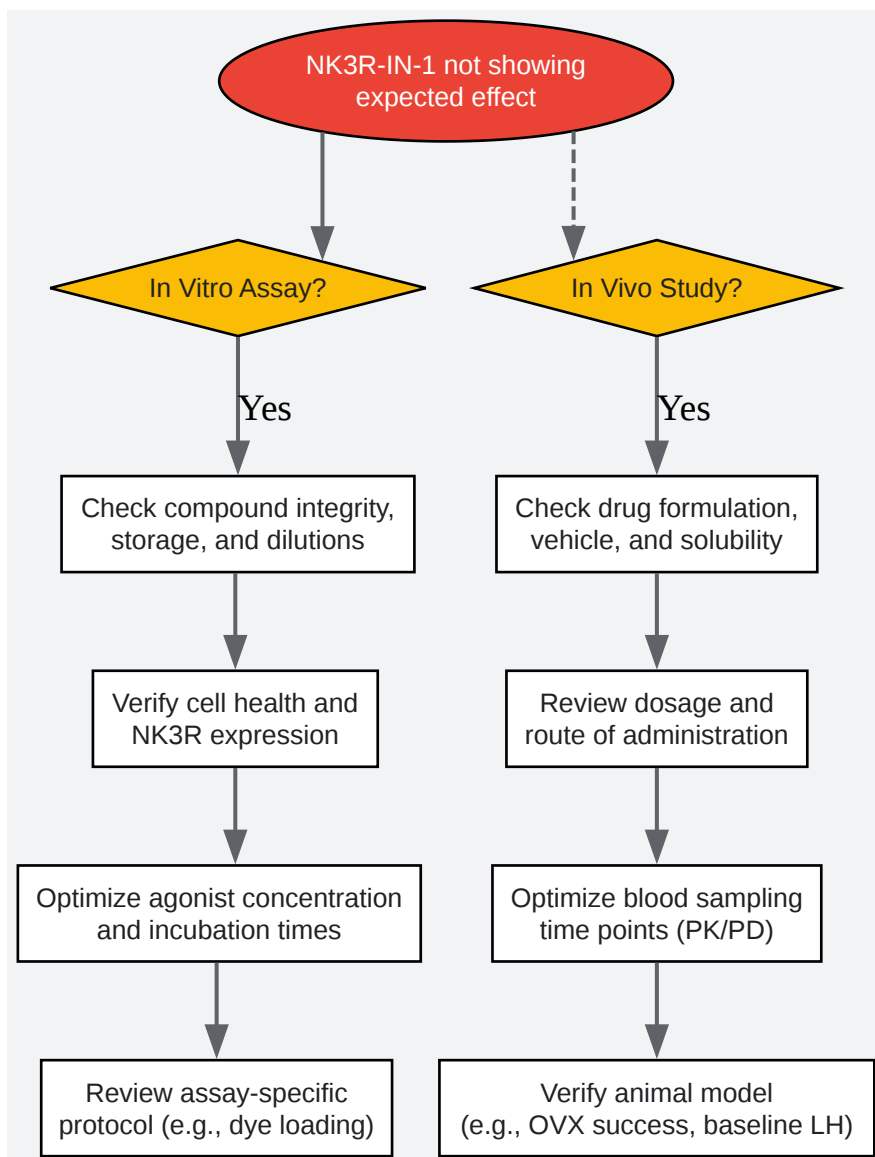 NK3R-IN-1 not showing
expected effect
In Vitro Assay?
In Vivo Study?
Yes
Yes
Check compound integrity,
storage, and dilutions
Check drug formulation,
vehicle, and solubility
Verify cell health and
NK3R expression
Review dosage and
route of administration
Optimize agonist concentration
and incubation times
Optimize blood sampling
time points (PK/PD)
Review assay-specific
protocol (e.g., dye loading)
Verify animal model
(e.g., OVX success, baseline LH)